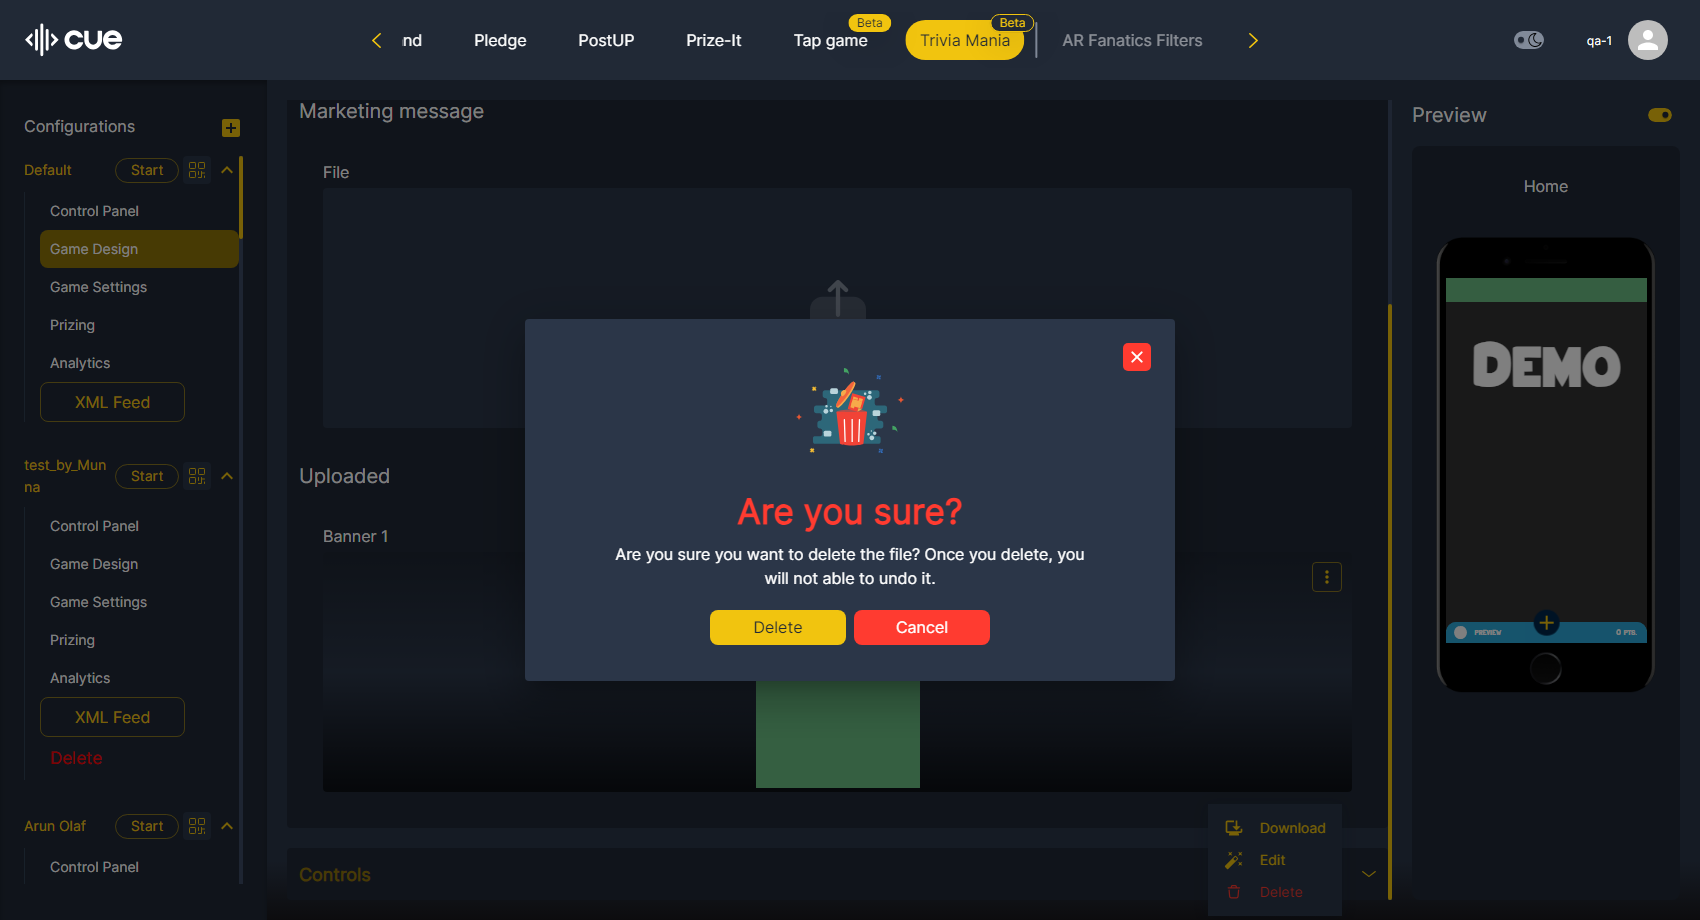 cue
nd
Pledge
PostUP
Prize-It
Tap game
Beta
Trivia Mania
Beta
AR Fanatics Filters
qa-1
Configurations
Default
Start
Control Panel
Game Design
Game Settings
Prizing
Analytics
XML Feed
test_by_Mun
na
Start
Control Panel
Game Design
Game Settings
Prizing
Analytics
XML Feed
Delete
Arun Olaf
Start
Control Panel
Marketing message
File
Uploaded
Banner 1
Are you sure?
Are you sure you want to delete the file? Once you delete, you
will not able to undo it.
Delete
Cancel
Download
Edit
Delete
Controls
Preview
Home
DEMO
PREVIEW
0 PTS.